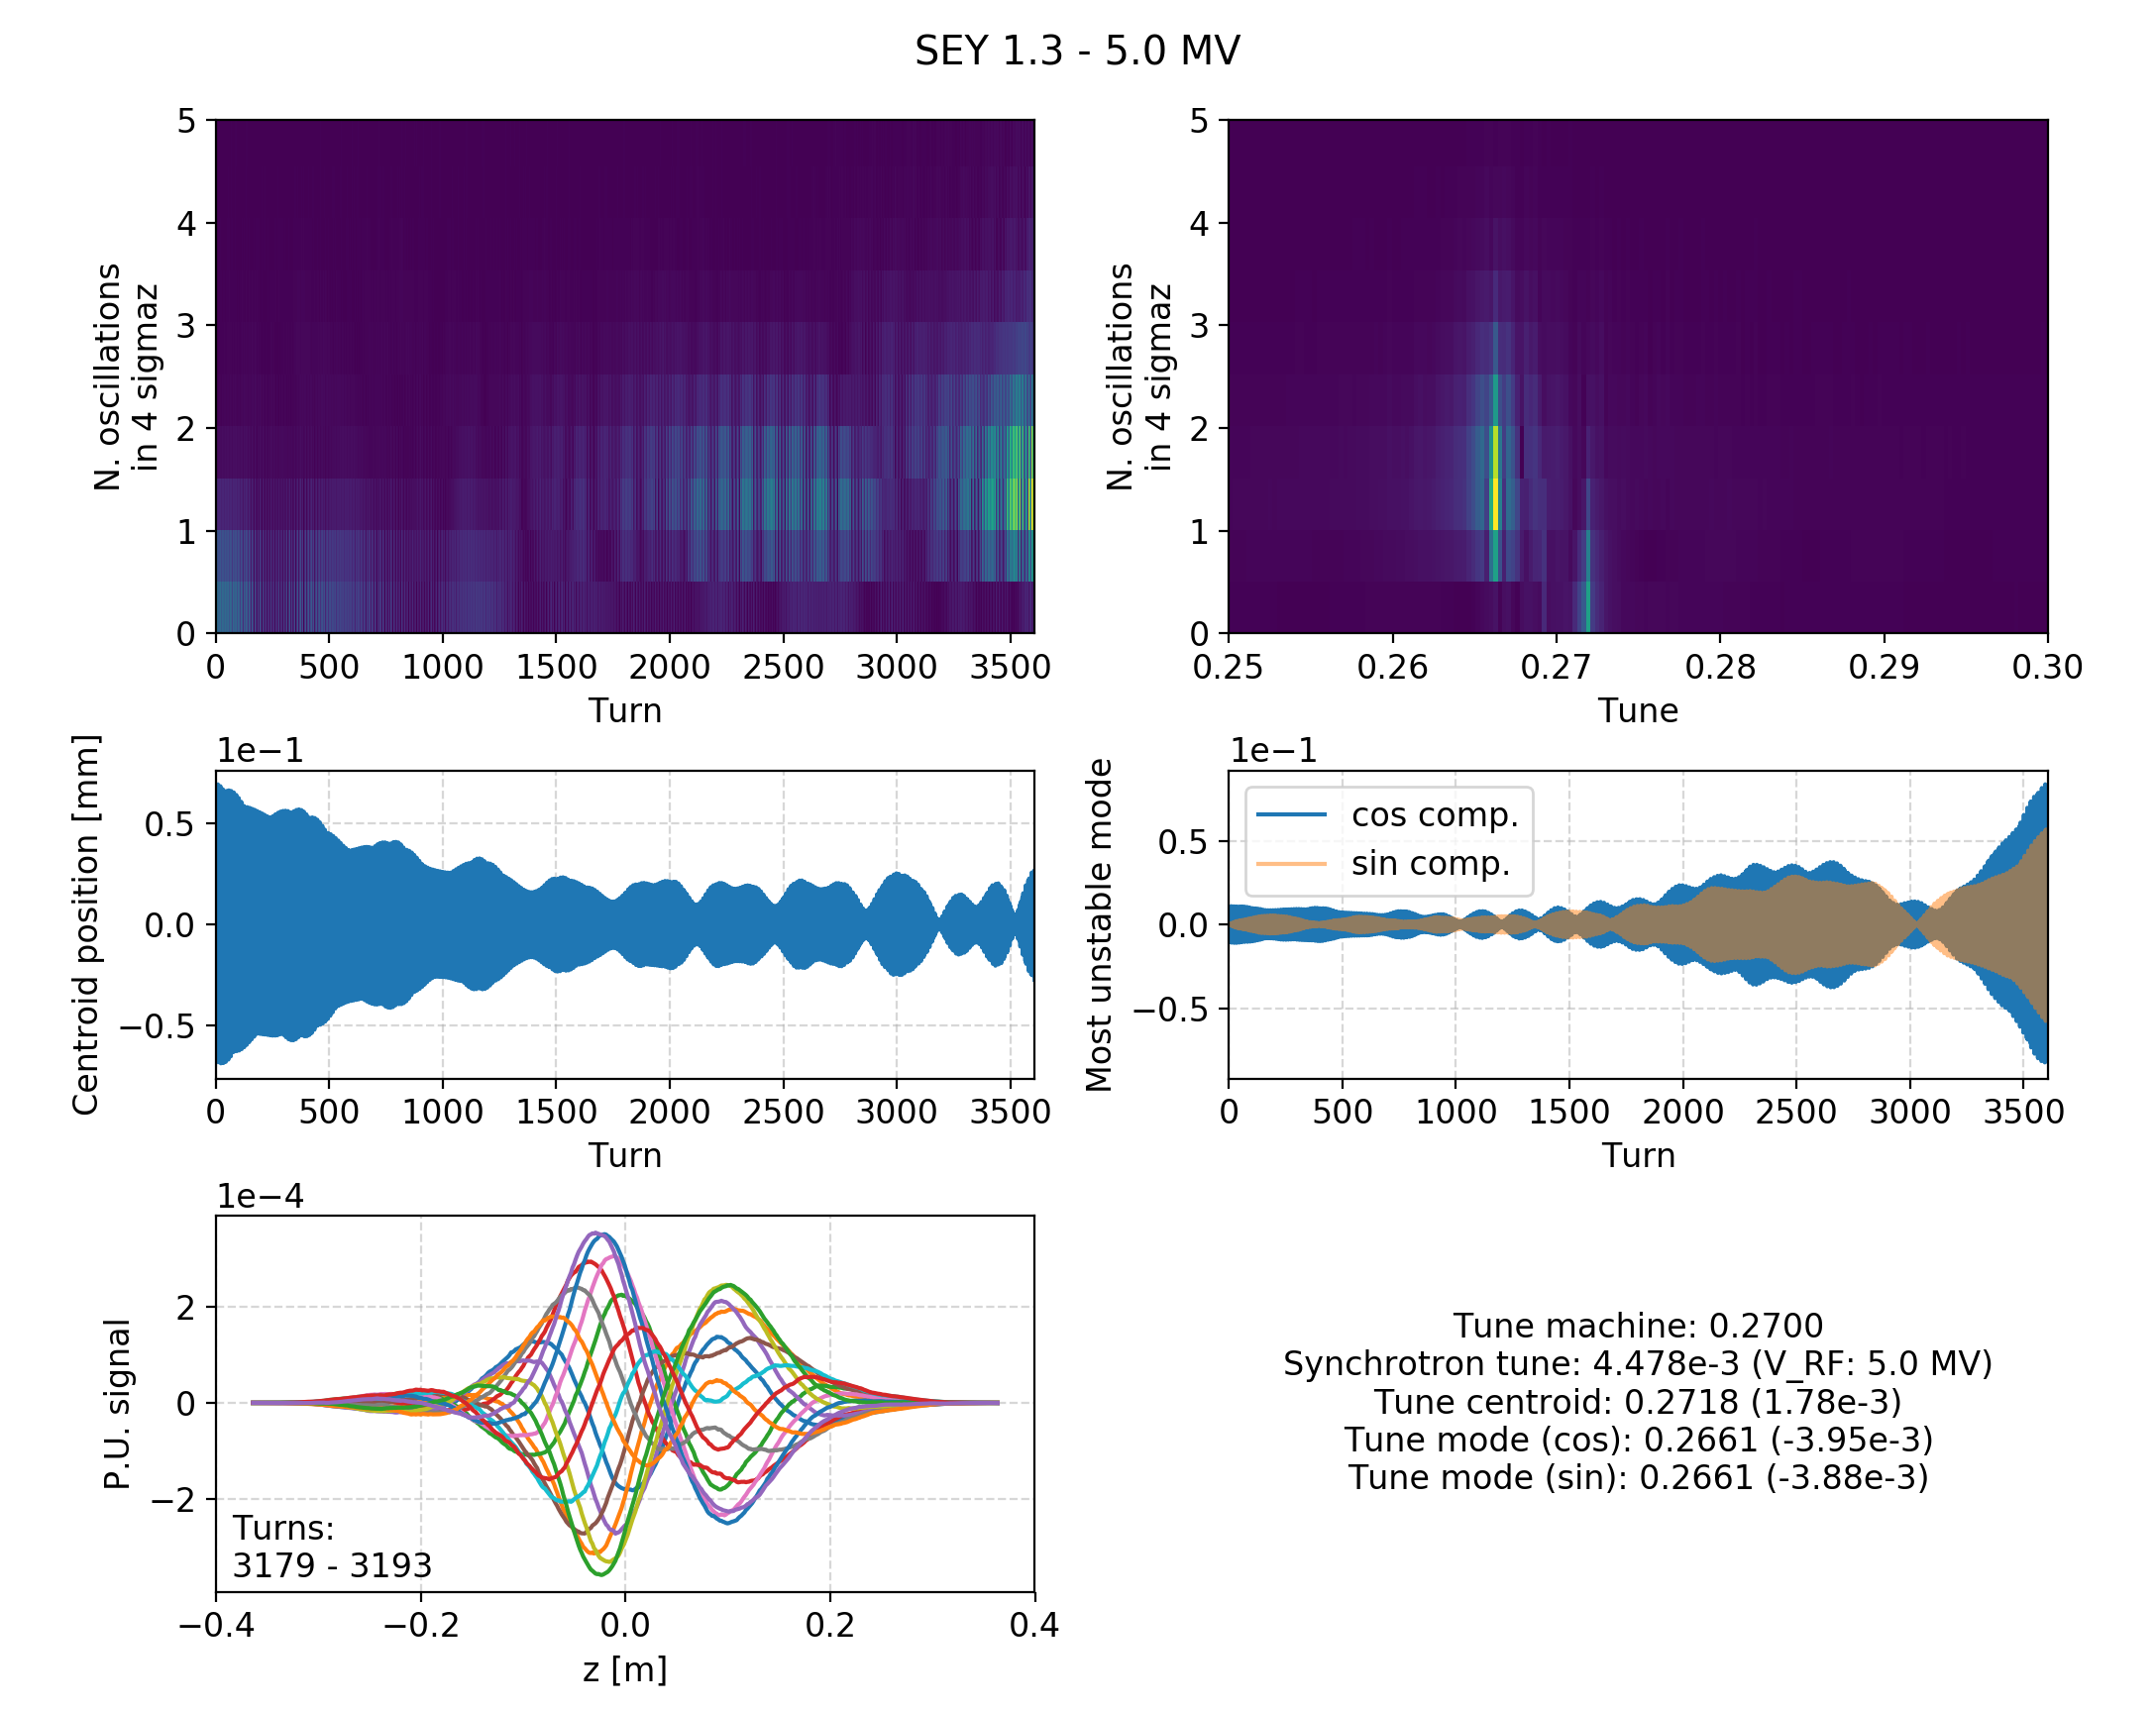 SEY 1.3 - 5.0 MV
5
4
3
2
1
0
N. oscillations
in 4 sigmaz
0 500 1000 1500 2000 2500 3000 3500
Turn
5
4
3
2
1
0
N. oscillations
in 4 sigmaz
0.25 0.26 0.27 0.28 0.29 0.30
Tune
1e−1
0.5
0.0
−0.5
Centroid position [mm]
0 500 1000 1500 2000 2500 3000 3500
Turn
1e−1
cos comp.
sin comp.
0.5
0.0
−0.5
Most unstable mode
0 500 1000 1500 2000 2500 3000 3500
Turn
1e−4
2
0
−2
P.U. signal
Turns:
3179 - 3193
−0.4 −0.2 0.0 0.2 0.4
z [m]
Tune machine: 0.2700
Synchrotron tune: 4.478e-3 (V_RF: 5.0 MV)
Tune centroid: 0.2718 (1.78e-3)
Tune mode (cos): 0.2661 (-3.95e-3)
Tune mode (sin): 0.2661 (-3.88e-3)